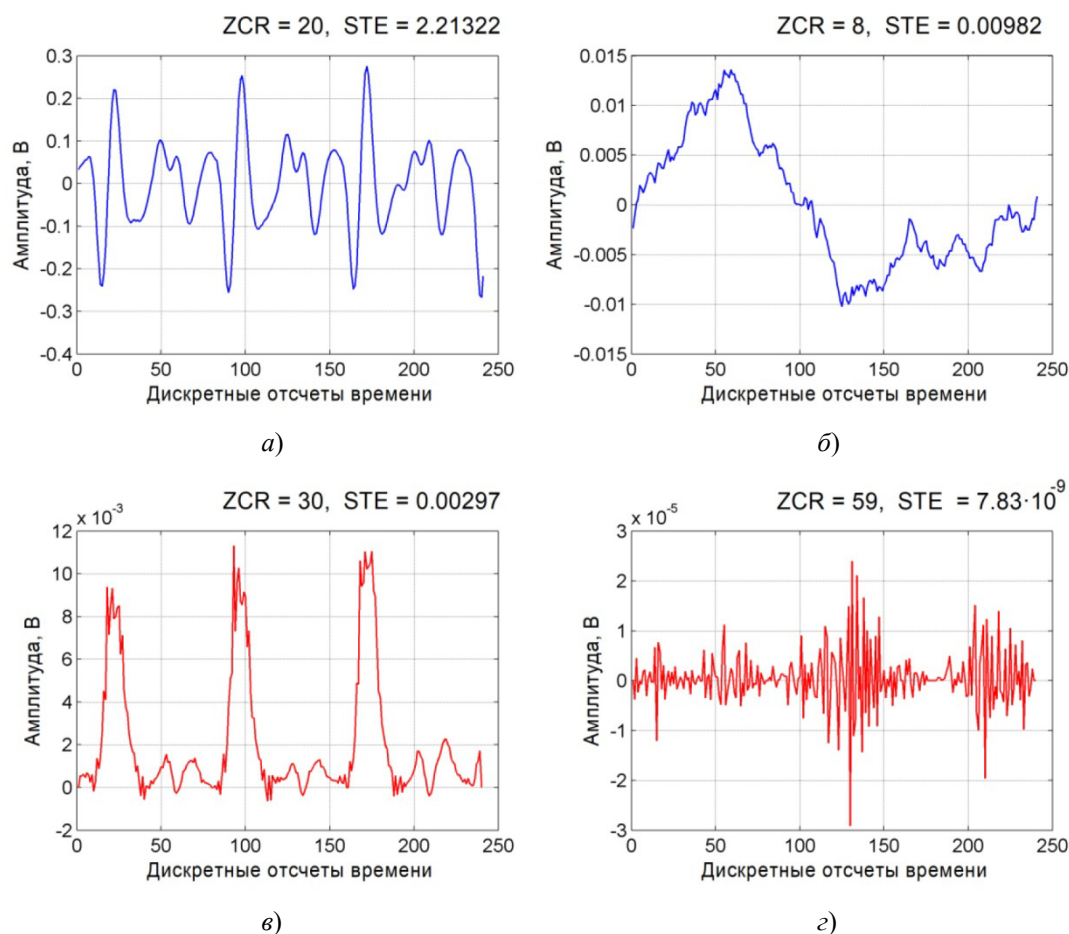 ZCR = 20, STE = 2.21322
0.3
0.2
0.1
0
-0.1
-0.2
-0.3
-0.4
Амплитуда, В
0 50 100 150 200 250
Дискретные отсчеты времени
а)
ZCR = 8, STE = 0.00982
0.015
0.01
0.005
0
-0.005
-0.01
-0.015
Амплитуда, В
0 50 100 150 200 250
Дискретные отсчеты времени
б)
ZCR = 30, STE = 0.00297
x 10⁻³
12
10
8
6
4
2
0
-2
Амплитуда, В
0 50 100 150 200 250
Дискретные отсчеты времени
в)
ZCR = 59, STE = 7.83·10⁻⁹
x 10⁻⁵
3
2
1
0
-1
-2
-3
Амплитуда, В
0 50 100 150 200 250
Дискретные отсчеты времени
г)